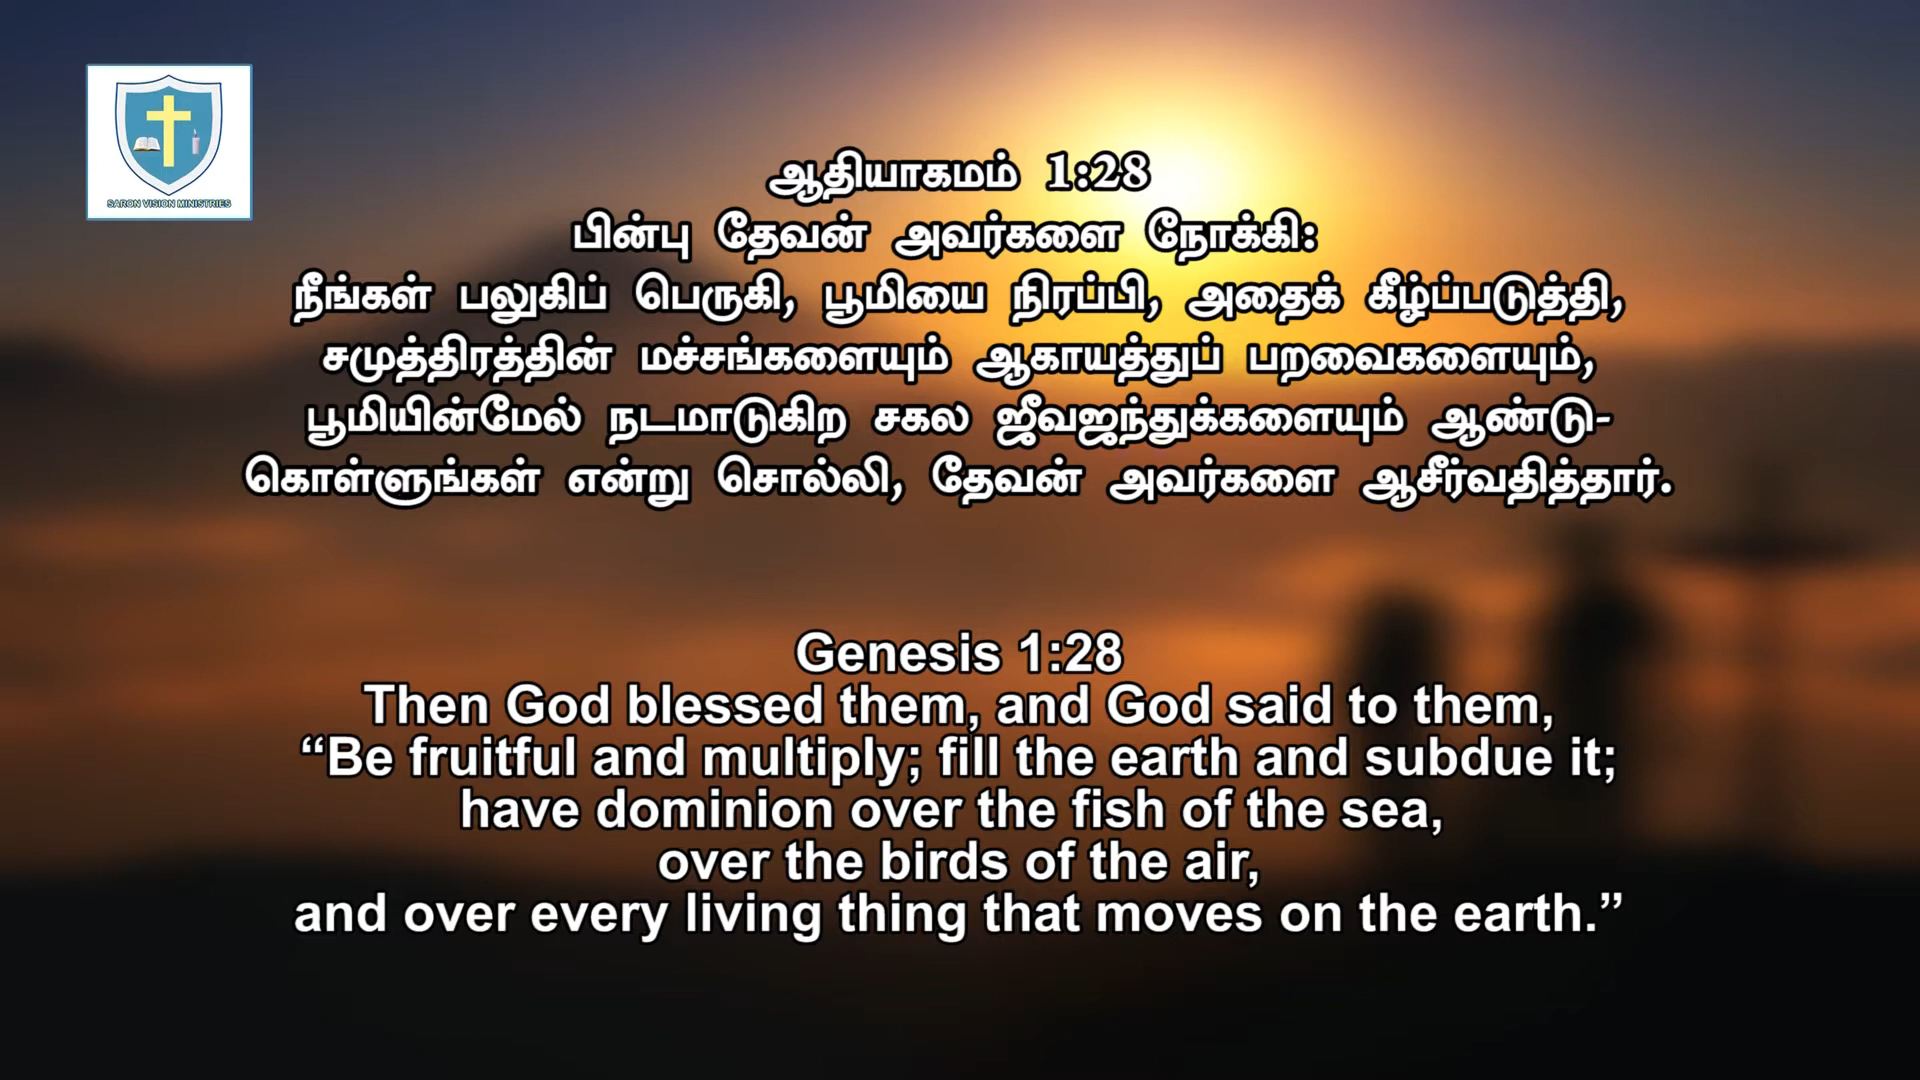 SARON VISION MINISTRIES
ஆதியாகமம் 1:28
பின்பு தேவன் அவர்களை நோக்கி:
நீங்கள் பலுகிப் பெருகி, பூமியை நிரப்பி, அதைக் கீழ்ப்படுத்தி,
சமுத்திரத்தின் மச்சங்களையும் ஆகாயத்துப் பறவைகளையும்,
பூமியின்மேல் நடமாடுகிற சகல ஜீவஜந்துக்களையும் ஆண்டு-
கொள்ளுங்கள் என்று சொல்லி, தேவன் அவர்களை ஆசீர்வதித்தார்.
Genesis 1:28
Then God blessed them, and God said to them,
“Be fruitful and multiply; fill the earth and subdue it;
have dominion over the fish of the sea,
over the birds of the air,
and over every living thing that moves on the earth.”